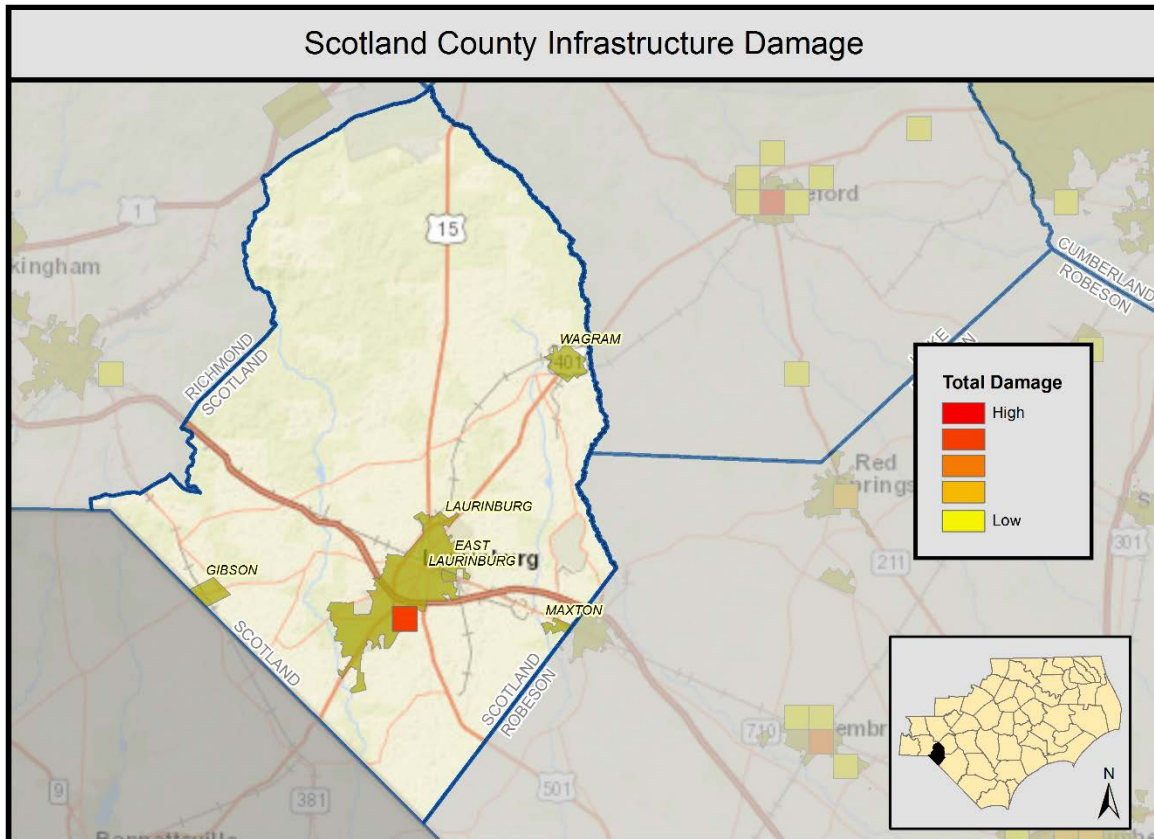 Scotland County Infrastructure Damage
1
15
kingham
RICHMOND
SCOTLAND
WAGRAM
401
CUMBERLAND
ROBESON
Total Damage
High
Low
Red
Springs
LAURINBURG
EAST
LAURINBURG
GIBSON
MAXTON
211
301
SCOTLAND
SCOTLAND
ROBESON
710
501
9
381
N